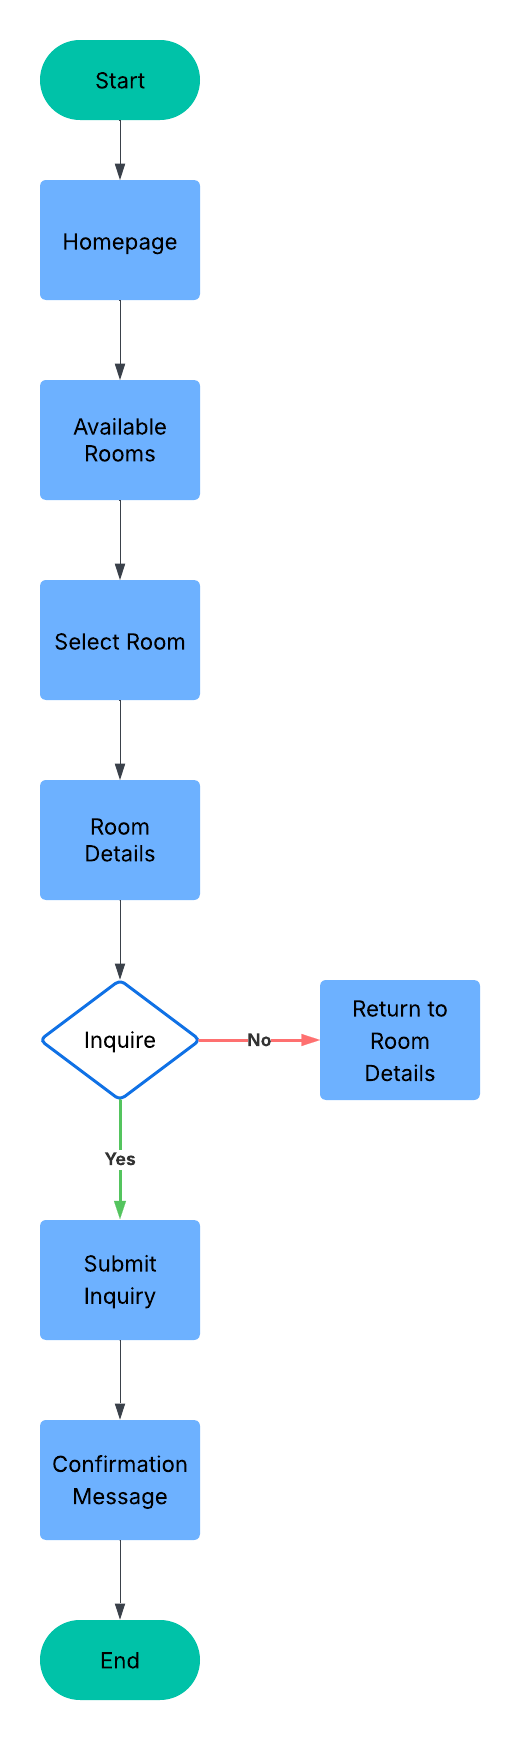 Start
Homepage
Available
Rooms
Select Room
Room
Details
Inquire
No
Return to
Room
Details
Yes
Submit
Inquiry
Confirmation
Message
End